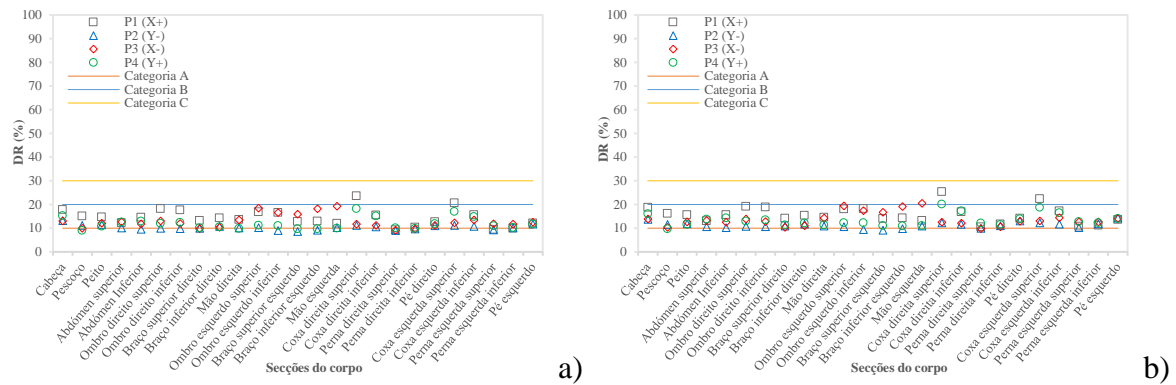 100
90
80
70
60
50
40
30
20
10
0
DR (%)
P1 (X+)
P2 (Y-)
P3 (X-)
P4 (Y+)
Categoria A
Categoria B
Categoria C
Cabeça
Pescoço
Peito
Abdómen superior
Abdómen Inferior
Ombro direito superior
Ombro direito inferior
Braço superior direito
Braço inferior direito
Mão direita
Ombro esquerdo superior
Ombro esquerdo inferior
Braço superior esquerdo
Braço inferior esquerdo
Mão esquerda
Coxa direita superior
Coxa direita inferior
Perna direita superior
Perna direita inferior
Pé direito
Coxa esquerda superior
Coxa esquerda inferior
Perna esquerda superior
Perna esquerda inferior
Pé esquerdo
Secções do corpo
a)
100
90
80
70
60
50
40
30
20
10
0
DR (%)
P1 (X+)
P2 (Y-)
P3 (X-)
P4 (Y+)
Categoria A
Categoria B
Categoria C
Cabeça
Pescoço
Peito
Abdómen superior
Abdómen Inferior
Ombro direito superior
Ombro direito inferior
Braço superior direito
Braço inferior direito
Mão direita
Ombro esquerdo superior
Ombro esquerdo inferior
Braço superior esquerdo
Braço inferior esquerdo
Mão esquerda
Coxa direita superior
Coxa direita inferior
Perna direita superior
Perna direita inferior
Pé direito
Coxa esquerda superior
Coxa esquerda inferior
Perna esquerda superior
Perna esquerda inferior
Pé esquerdo
Secções do corpo
b)